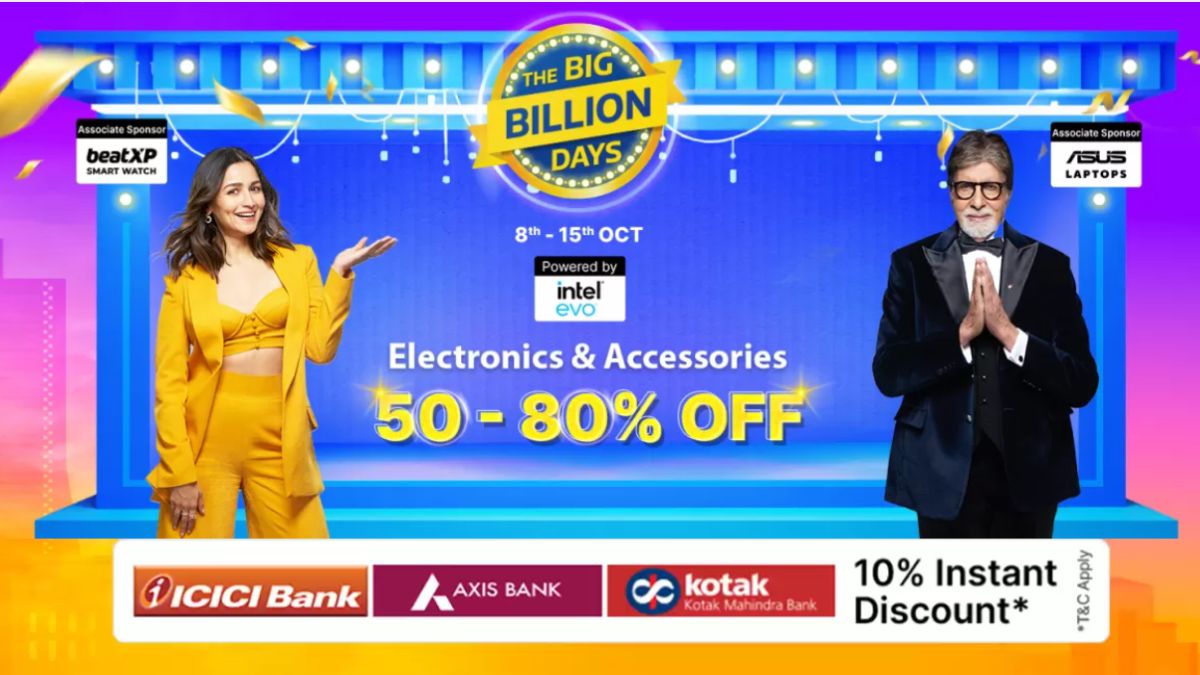 THE BIG
BILLION
DAYS
Associate Sponsor
beatXP
SMART WATCH
Associate Sponsor
ASUS
LAPTOPS
8th - 15th OCT
Powered by
intel
evo
Electronics & Accessories
50 - 80% OFF
ICICI Bank
AXIS BANK
kotak
Kotak Mahindra Bank
10% Instant
Discount*
*T&C Apply